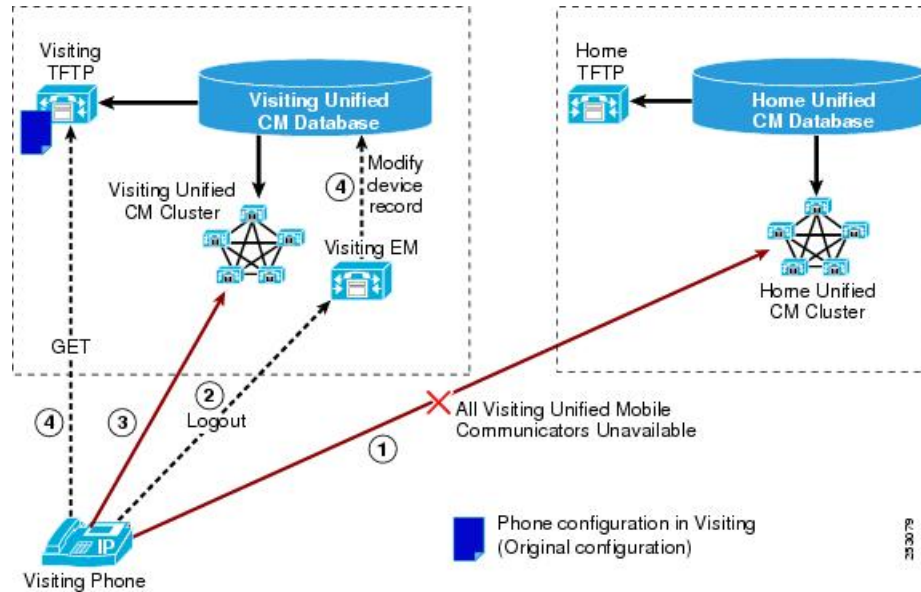 Visiting
TFTP
Visiting Unified
CM Database
Home
TFTP
Home Unified
CM Database
Visiting Unified
CM Cluster
4
Modify
device
record
Visiting EM
Home Unified
CM Cluster
GET
2
Logout
4
3
1
All Visiting Unified Mobile
Communicators Unavailable
IP
Visiting Phone
Phone configuration in Visiting
(Original configuration)
253079